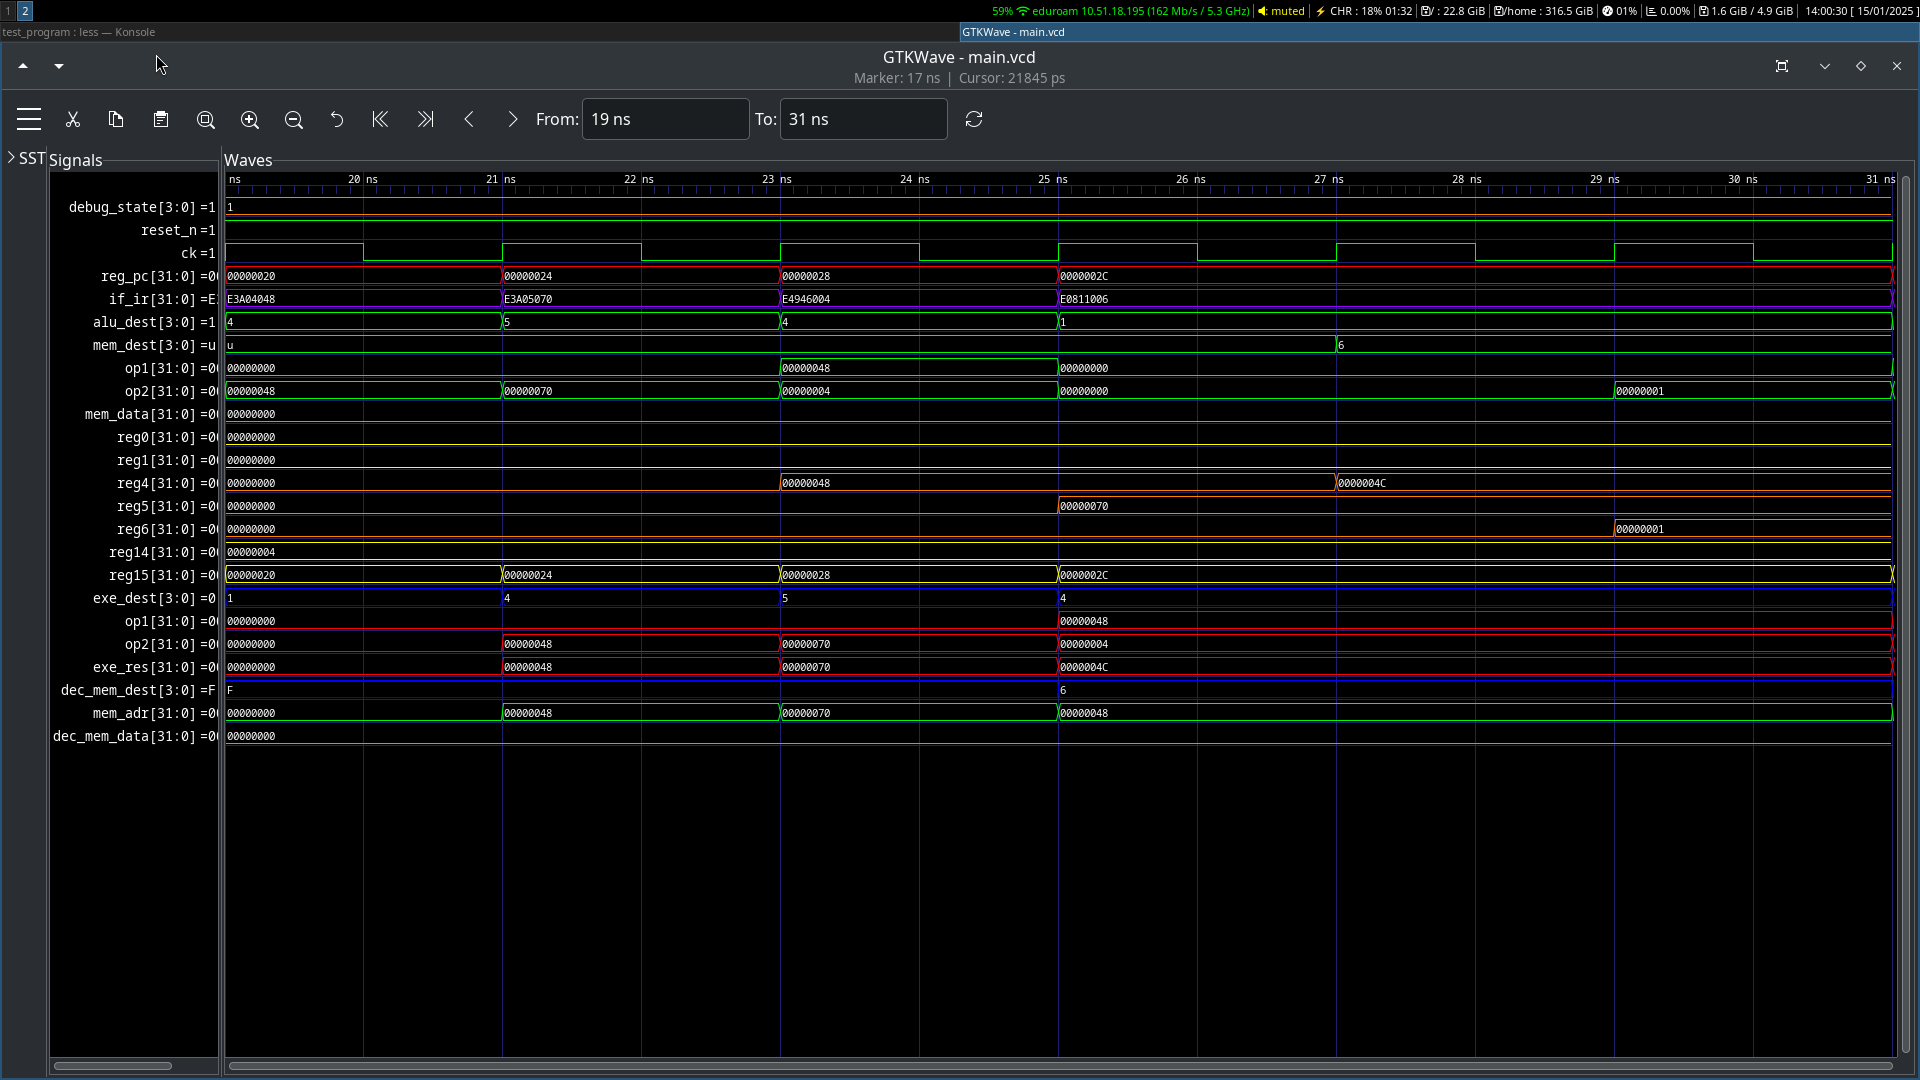 1 2 59% eduroam 10.51.18.195 (162 Mb/s / 5.3 GHz) muted CHR : 18% 01:32 / : 22.8 GiB /home : 316.5 GiB 01% 0.00% 1.6 GiB / 4.9 GiB 14:00:30 [ 15/01/2025 ]
test_program : less — Konsole GTKWave - main.vcd
GTKWave - main.vcd
Marker: 17 ns | Cursor: 21845 ps
From: 19 ns To: 31 ns
SST Signals Waves
ns 20 ns 21 ns 22 ns 23 ns 24 ns 25 ns 26 ns 27 ns 28 ns 29 ns 30 ns 31 ns
debug_state[3:0] =1 1
reset_n =1
ck =1
reg_pc[31:0] =0 00000020 00000024 00000028 0000002C
if_ir[31:0] =E E3A04048 E3A05070 E4946004 E0811006
alu_dest[3:0] =1 4 5 4 1
mem_dest[3:0] =u u 6
op1[31:0] =0 00000000 00000048 00000000
op2[31:0] =0 00000048 00000070 00000004 00000000 00000001
mem_data[31:0] =0 00000000
reg0[31:0] =0 00000000
reg1[31:0] =0 00000000
reg4[31:0] =0 00000000 00000048 0000004C
reg5[31:0] =0 00000000 00000070
reg6[31:0] =0 00000000 00000001
reg14[31:0] =0 00000004
reg15[31:0] =0 00000020 00000024 00000028 0000002C
exe_dest[3:0] =0 1 4 5 4
op1[31:0] =0 00000000 00000048
op2[31:0] =0 00000000 00000048 00000070 00000004
exe_res[31:0] =0 00000000 00000048 00000070 0000004C
dec_mem_dest[3:0] =F F 6
mem_adr[31:0] =0 00000000 00000048 00000070 00000048
dec_mem_data[31:0] =0 00000000